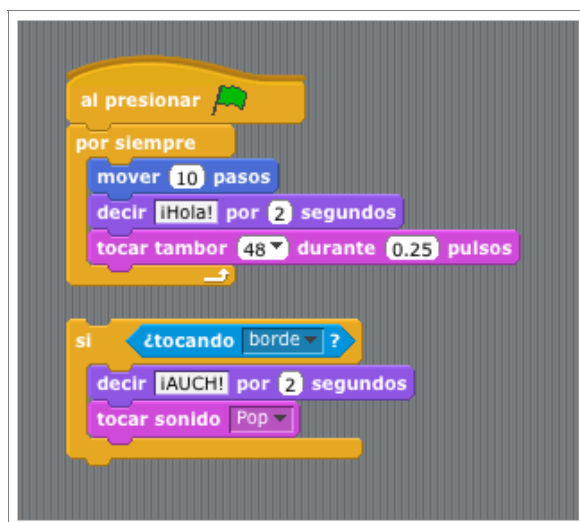 al presionar
por siempre
mover 10 pasos
decir ¡Hola! por 2 segundos
tocar tambor 48 durante 0.25 pulsos
si ¿tocando borde ?
decir ¡AUCH! por 2 segundos
tocar sonido Pop